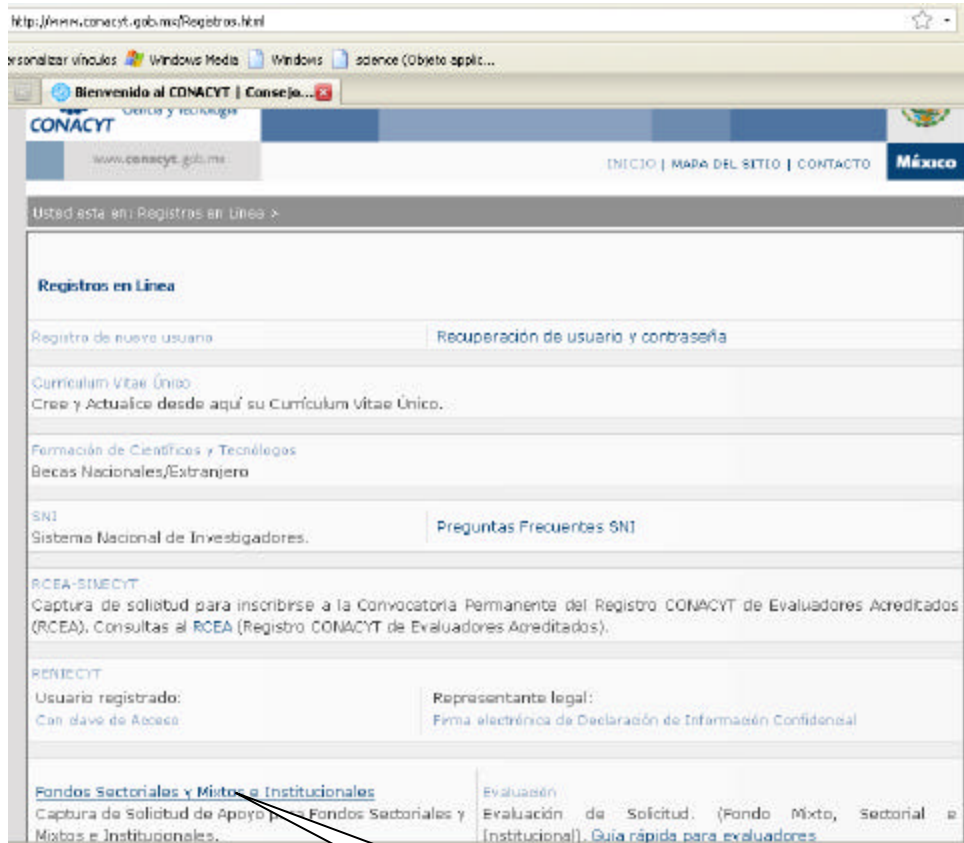 http://www.conacyt.gob.mx/Registros.html
ersonalizar vínculos Windows Media Windows science (Objeto applic...
Bienvenido al CONACYT | Consejo...
Ciencia y Tecnología
CONACYT
www.conacyt.gob.mx
INICIO | MAPA DEL SITIO | CONTACTO
México
Usted esta en: Registros en Línea >
Registros en Línea
Registro de nuevo usuario
Recuperación de usuario y contraseña
Currículum Vitae Único
Cree y Actualice desde aquí su Currículum Vitae Único.
Formación de Científicos y Tecnólogos
Becas Nacionales/Extranjero
SNI
Sistema Nacional de Investigadores.
Preguntas Frecuentes SNI
RCEA-SINECYT
Captura de solicitud para inscribirse a la Convocatoria Permanente del Registro CONACYT de Evaluadores Acreditados
(RCEA). Consultas al RCEA (Registro CONACYT de Evaluadores Acreditados).
RENIECYT
Usuario registrado:
Con clave de Acceso
Representante legal:
Firma electrónica de Declaración de Información Confidencial
Fondos Sectoriales y Mixtos e Institucionales
Captura de Solicitud de Apoyo para Fondos Sectoriales y
Mixtos e Institucionales.
Evaluación
Evaluación de Solicitud. (Fondo Mixto, Sectorial e
Institucional). Guía rápida para evaluadores